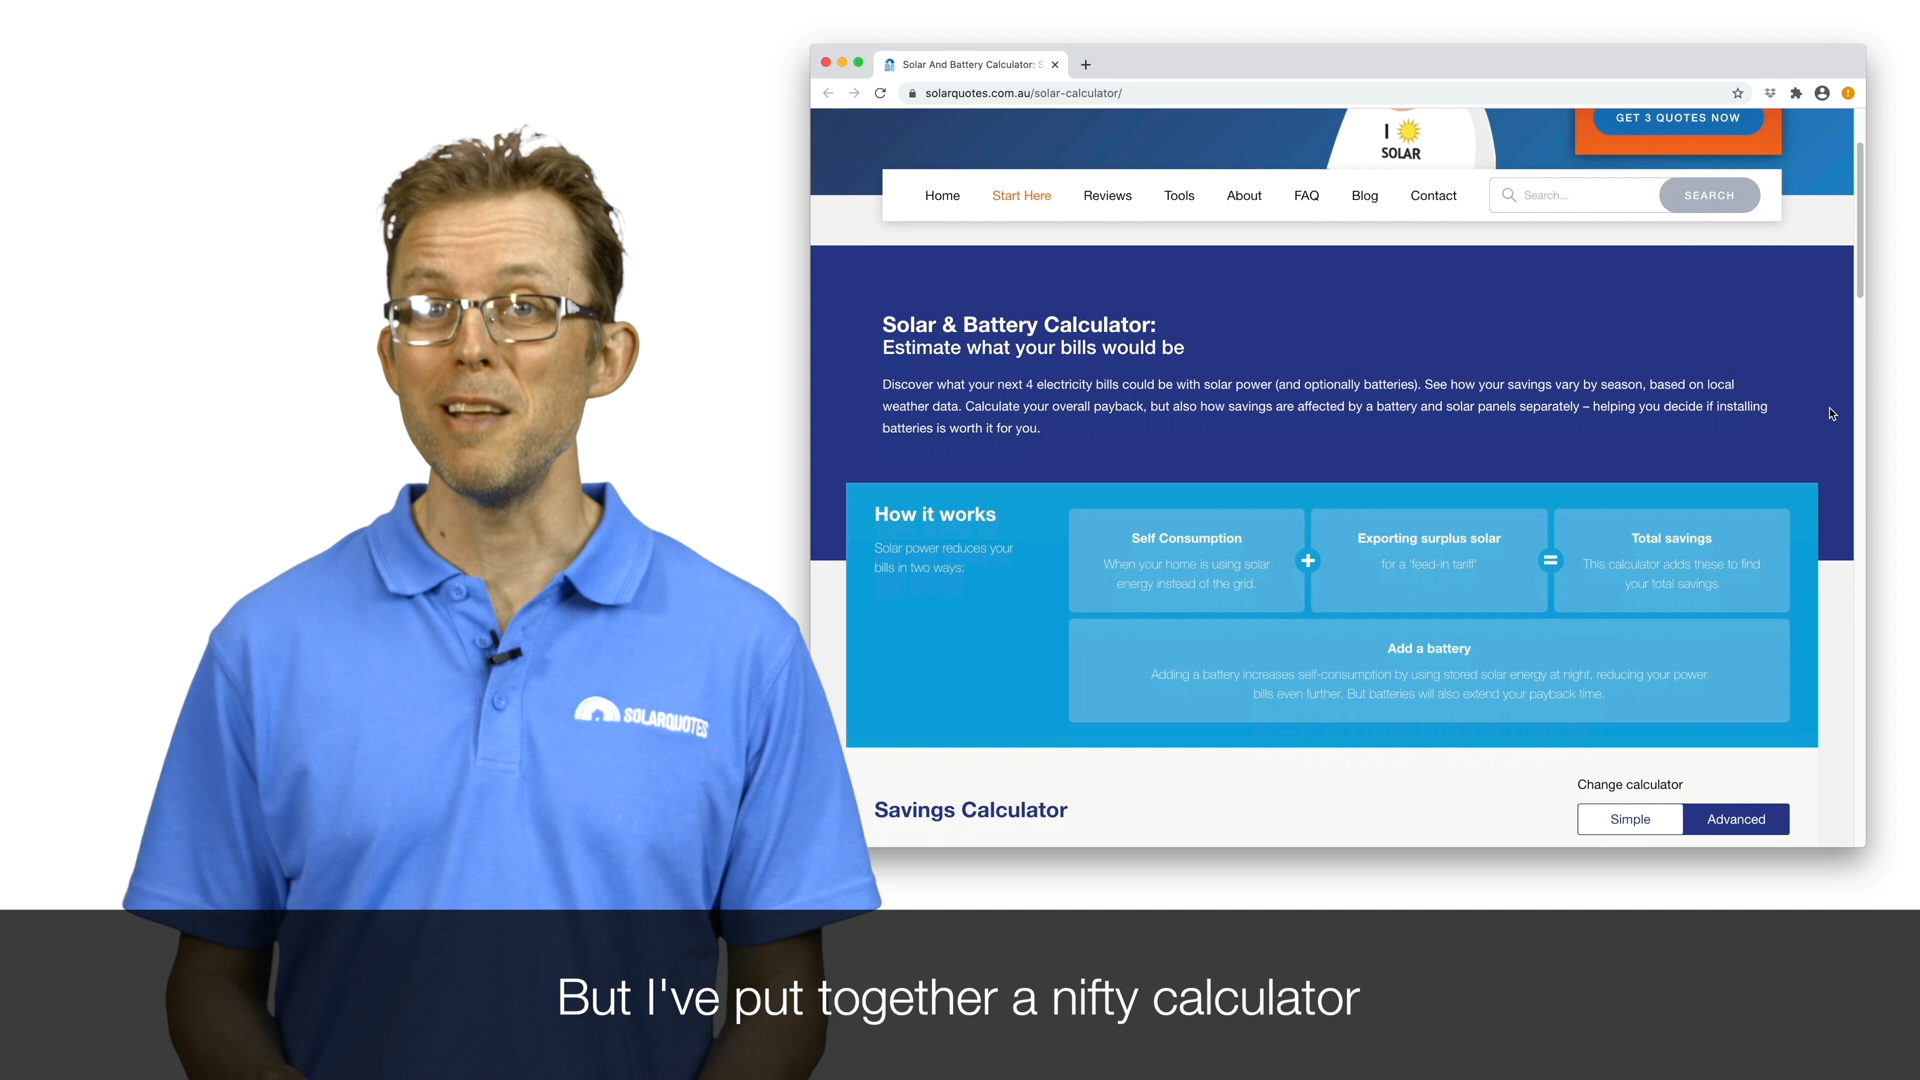 Solar And Battery Calculator: S
solarquotes.com.au/solar-calculator/
GET 3 QUOTES NOW
I
SOLAR
Home Start Here Reviews Tools About FAQ Blog Contact Search... SEARCH
Solar & Battery Calculator:
Estimate what your bills would be
Discover what your next 4 electricity bills could be with solar power (and optionally batteries). See how your savings vary by season, based on local
weather data. Calculate your overall payback, but also how savings are affected by a battery and solar panels separately – helping you decide if installing
batteries is worth it for you.
How it works
Solar power reduces your
bills in two ways:
Self Consumption
When your home is using solar
energy instead of the grid.
+
Exporting surplus solar
for a 'feed-in tariff'
=
Total savings
This calculator adds these to find
your total savings
Add a battery
Adding a battery increases self-consumption by using stored solar energy at night, reducing your power
bills even further. But batteries will also extend your payback time.
Savings Calculator
Change calculator
Simple Advanced
SOLARQUOTES
But I've put together a nifty calculator